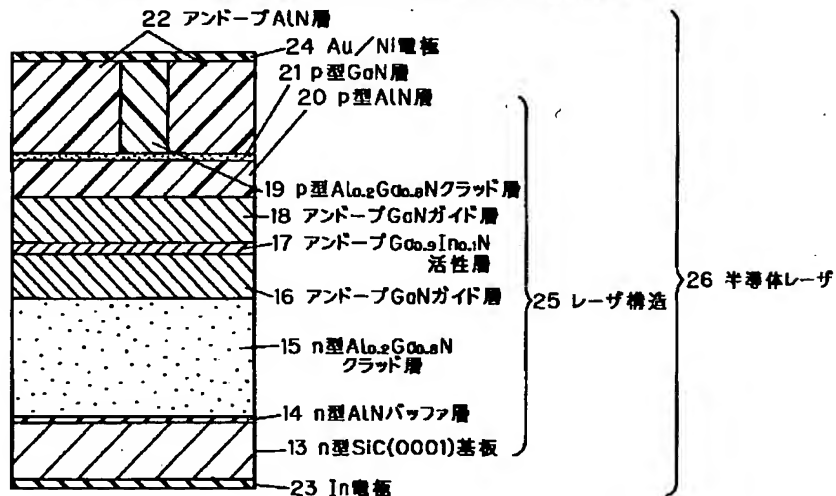 22 アンドープAlN層
24 Au/Ni電極
21 p型GaN層
20 p型AlN層
19 p型Al0.2Ga0.8Nクラッド層
18 アンドープGaNガイド層
17 アンドープGa0.9In0.1N
活性層
16 アンドープGaNガイド層
25 レーザ構造
26 半導体レーザ
15 n型Al0.2Ga0.8N
クラッド層
14 n型AlNバッファ層
13 n型SiC(0001)基板
23 In電極